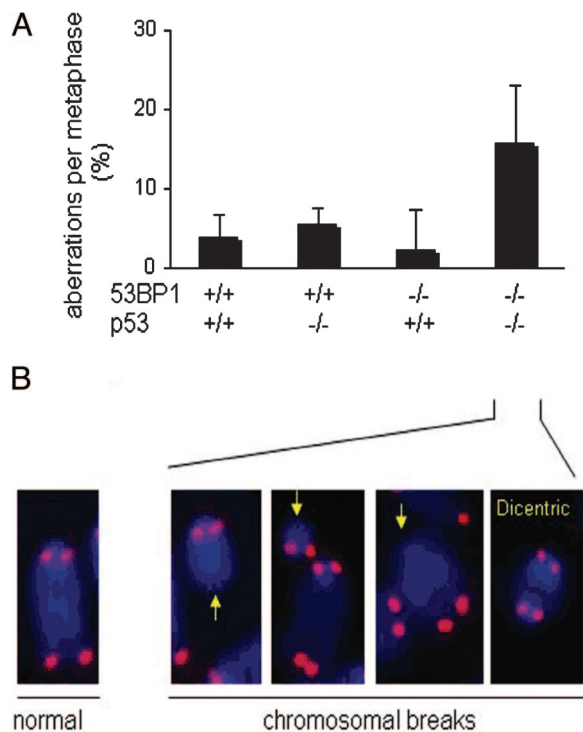 A
aberrations per metaphase
(%)
30
20
10
0
53BP1 +/+ +/+ -/- -/-
p53 +/+ -/- +/+ -/-
B
Dicentric
normal
chromosomal breaks